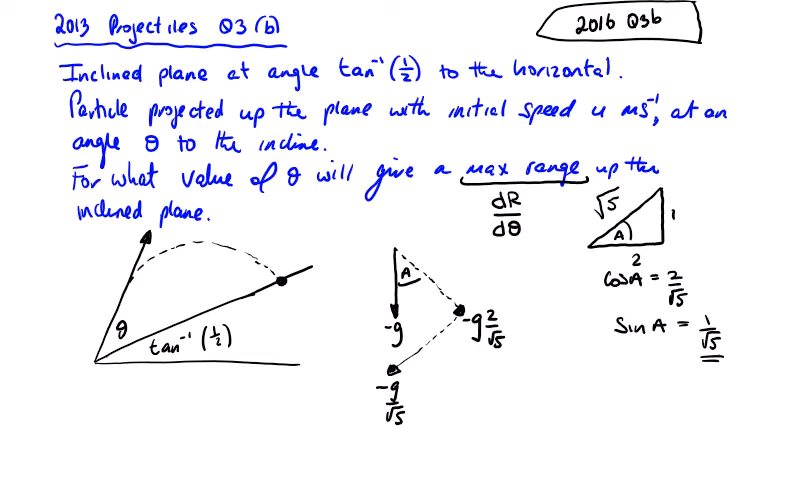 2013 Projectiles Q3 (b)
2016 Q3b
Inclined plane at angle tan⁻¹(1/2) to the horizontal.
Particle projected up the plane with initial speed u ms⁻¹, at an
angle θ to the incline.
For what value of θ will give a max range up the
inclined plane.
dR/dθ
√5
1
A
2
cosA = 2/√5
sin A = 1/√5
θ
tan⁻¹(1/2)
A
-g
-g 2/√5
-g/√5